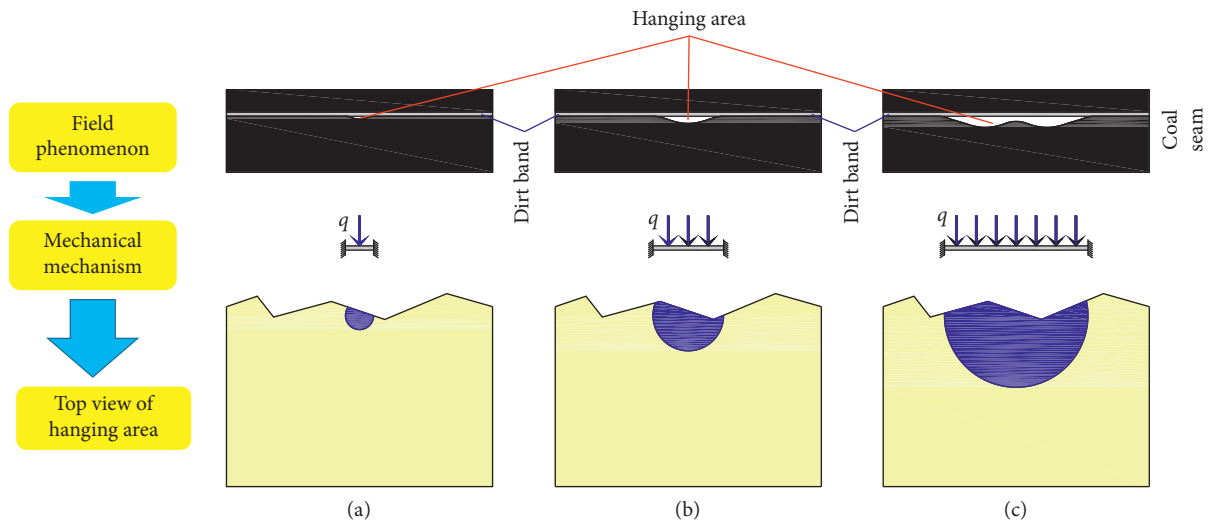 Hanging area
Field
phenomenon
Dirt band
Dirt band
Coal
seam
Mechanical
mechanism
q
q
q
Top view of
hanging area
(a)
(b)
(c)